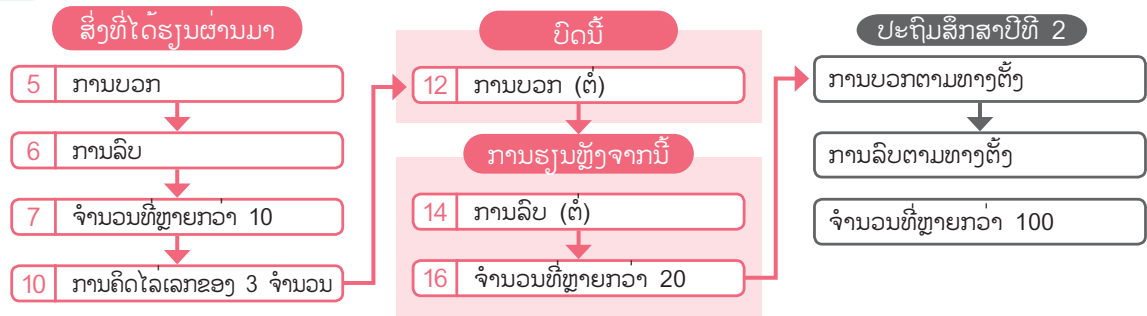 ສິ່ງທີ່ໄດ້ຮຽນຜ່ານມາ
5 ການບວກ
6 ການລົບ
7 ຈຳນວນທີ່ຫຼາຍກວ່າ 10
10 ການຄິດໄລ່ເລກຂອງ 3 ຈຳນວນ
ບົດນີ້
12 ການບວກ (ຕໍ່)
ການຮຽນຫຼັງຈາກນີ້
14 ການລົບ (ຕໍ່)
16 ຈຳນວນທີ່ຫຼາຍກວ່າ 20
ປະຖົມສຶກສາປີທີ 2
ການບວກຕາມທາງຕັ້ງ
ການລົບຕາມທາງຕັ້ງ
ຈຳນວນທີ່ຫຼາຍກວ່າ 100